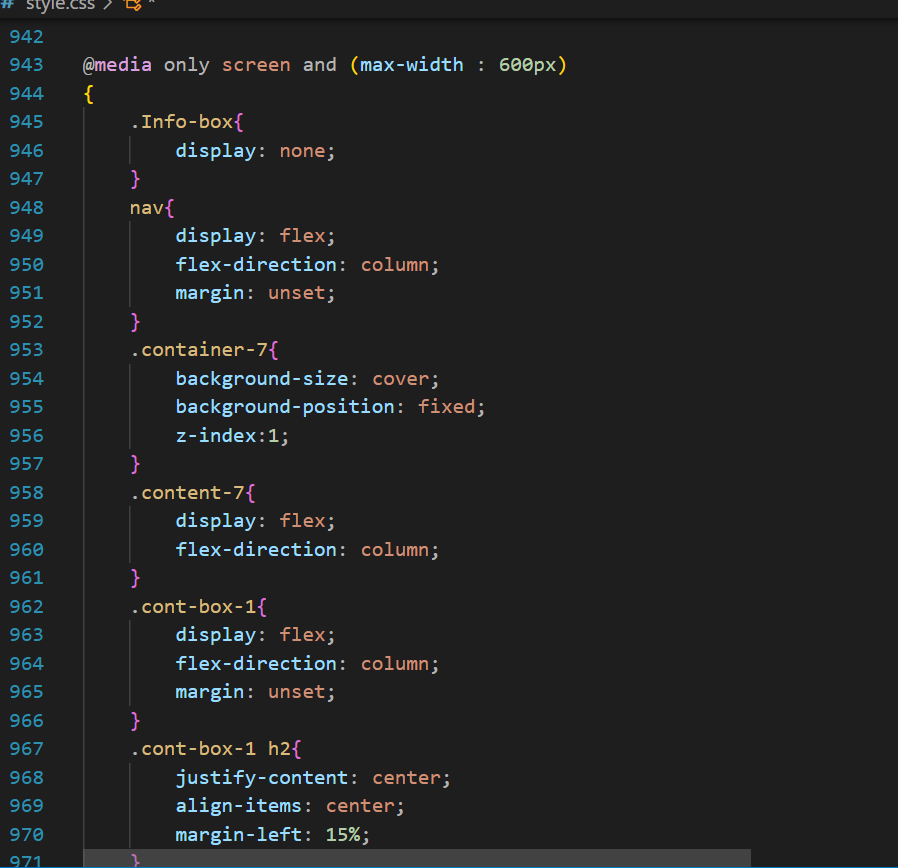 # style.css > *
942
943 @media only screen and (max-width : 600px)
944 {
945     .Info-box{
946         display: none;
947     }
948     nav{
949         display: flex;
950         flex-direction: column;
951         margin: unset;
952     }
953     .container-7{
954         background-size: cover;
955         background-position: fixed;
956         z-index:1;
957     }
958     .content-7{
959         display: flex;
960         flex-direction: column;
961     }
962     .cont-box-1{
963         display: flex;
964         flex-direction: column;
965         margin: unset;
966     }
967     .cont-box-1 h2{
968         justify-content: center;
969         align-items: center;
970         margin-left: 15%;
971     }